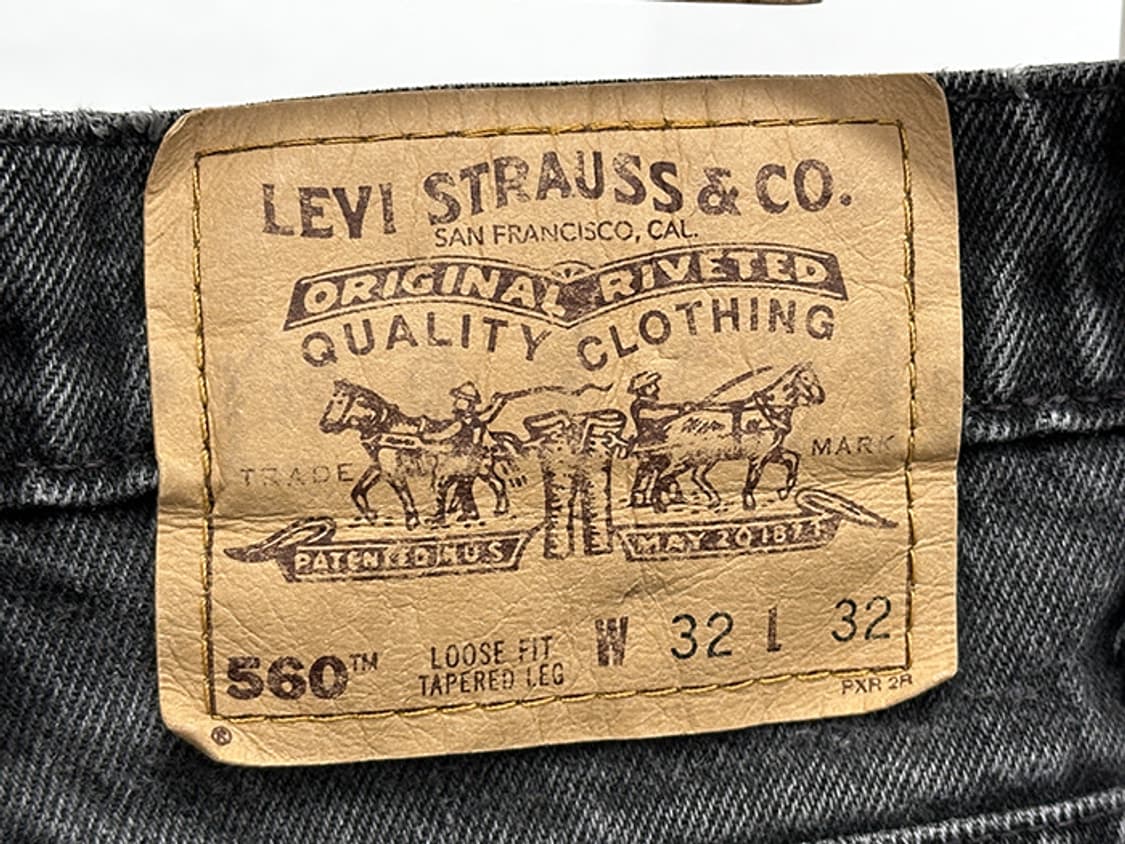 LEVI STRAUSS & CO.
SAN FRANCISCO, CAL.
ORIGINAL RIVETED
QUALITY CLOTHING
TRADE MARK
PATENTED IN U.S MAY 20 1873
560™ LOOSE FIT W 32 L 32
TAPERED LEG
PXR 2R
®